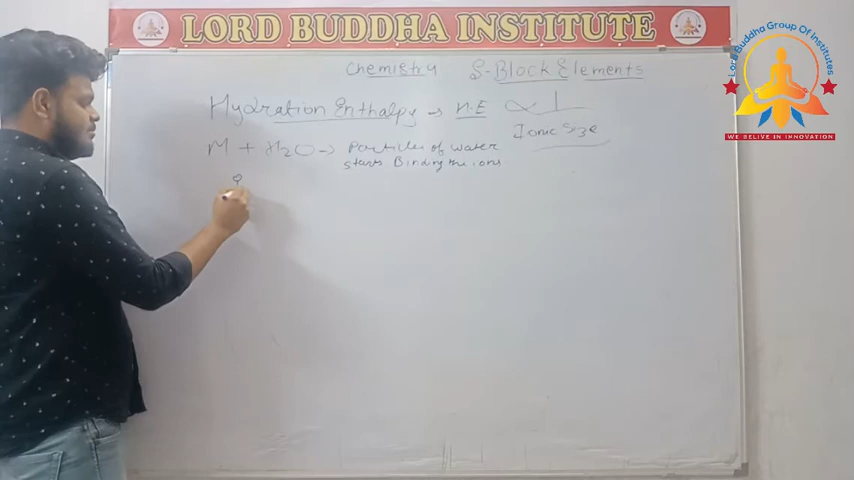 LORD BUDDHA INSTITUTE
Lord Buddha Group Of Institutes
WE BELIEVE IN INNOVATION
Chemistry S-Block Elements
Hydration Enthalpy → H.E ∝ 1
Ionic Size
M + H₂O → Particles of water
starts Binding the ions